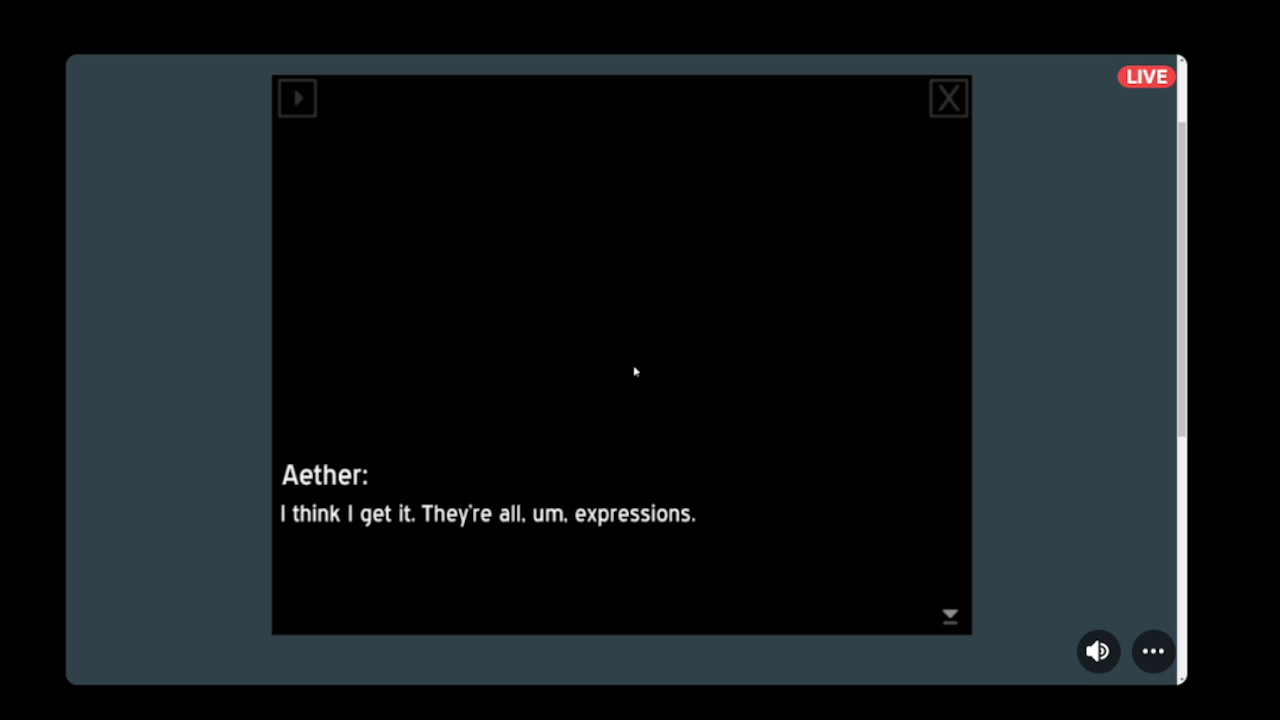 LIVE
X
Aether:
I think I get it. They're all, um, expressions.